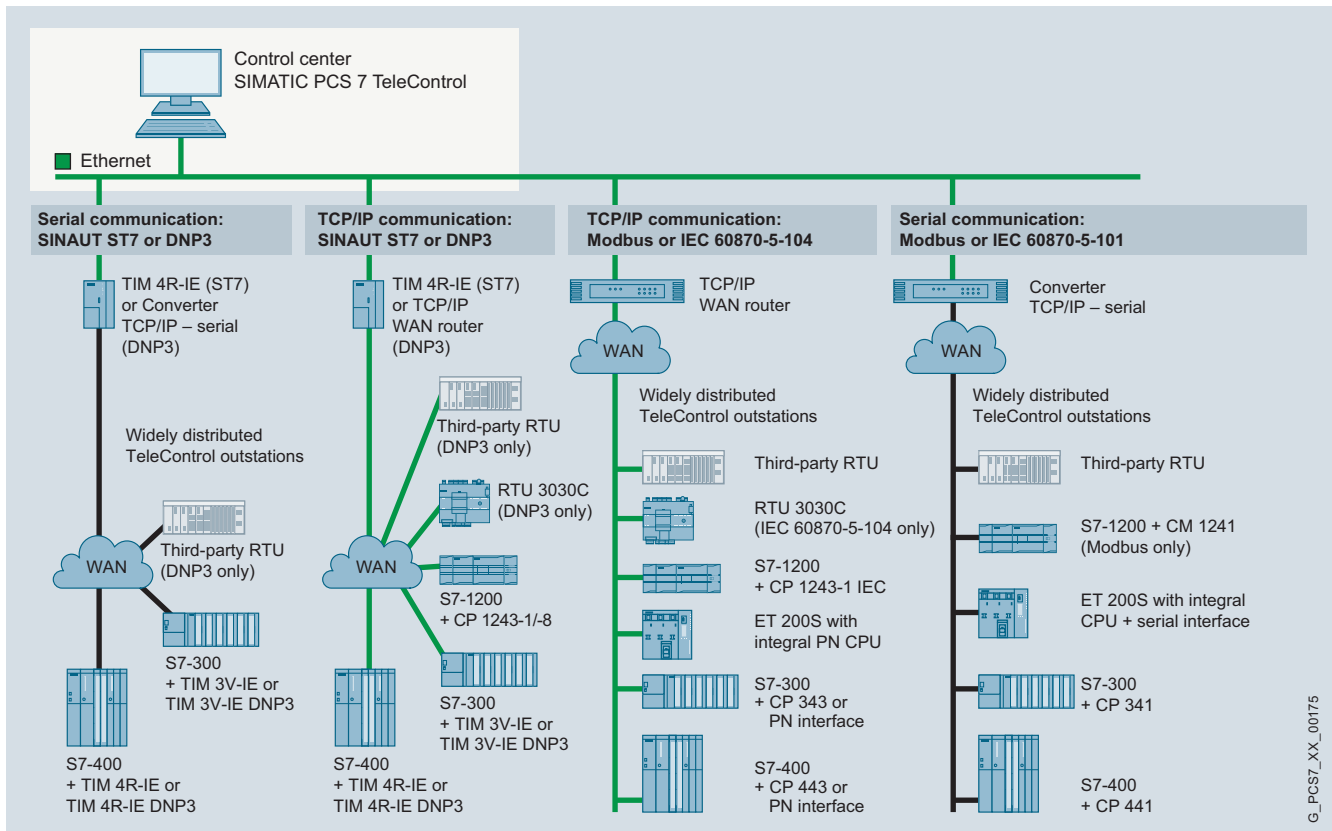 Control center
SIMATIC PCS 7 TeleControl
Ethernet
Serial communication:
SINAUT ST7 or DNP3
TIM 4R-IE (ST7)
or Converter
TCP/IP – serial
(DNP3)
Widely distributed
TeleControl outstations
Third-party RTU
(DNP3 only)
WAN
S7-300
+ TIM 3V-IE or
TIM 3V-IE DNP3
S7-400
+ TIM 4R-IE or
TIM 4R-IE DNP3
TCP/IP communication:
SINAUT ST7 or DNP3
TIM 4R-IE (ST7)
or TCP/IP
WAN router
(DNP3)
Third-party RTU
(DNP3 only)
RTU 3030C
(DNP3 only)
WAN
S7-1200
+ CP 1243-1/-8
S7-300
+ TIM 3V-IE or
TIM 3V-IE DNP3
S7-400
+ TIM 4R-IE or
TIM 4R-IE DNP3
TCP/IP communication:
Modbus or IEC 60870-5-104
TCP/IP
WAN router
WAN
Widely distributed
TeleControl outstations
Third-party RTU
RTU 3030C
(IEC 60870-5-104 only)
S7-1200
+ CP 1243-1 IEC
ET 200S with
integral PN CPU
S7-300
+ CP 343 or
PN interface
S7-400
+ CP 443 or
PN interface
Serial communication:
Modbus or IEC 60870-5-101
Converter
TCP/IP – serial
WAN
Widely distributed
TeleControl outstations
Third-party RTU
S7-1200 + CM 1241
(Modbus only)
ET 200S with integral
CPU + serial interface
S7-300
+ CP 341
S7-400
+ CP 441
G_PCS7_XX_00175